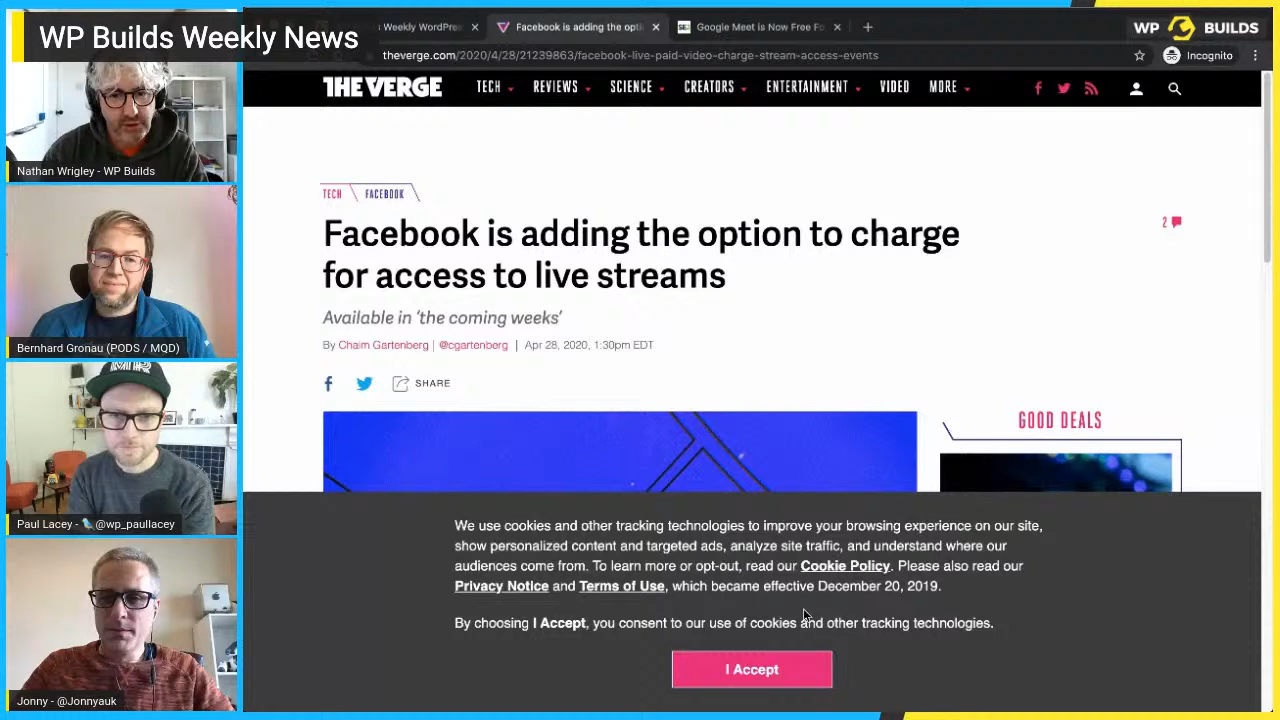 WP Builds Weekly News
Weekly WordPre
Facebook is adding the opti
Google Meet is Now Free Fo
WP BUILDS
theverge.com/2020/4/28/21239863/facebook-live-paid-video-charge-stream-access-events
Incognito
THE VERGE
TECH
REVIEWS
SCIENCE
CREATORS
ENTERTAINMENT
VIDEO
MORE
Nathan Wrigley - WP Builds
TECH
FACEBOOK
Facebook is adding the option to charge
for access to live streams
2
Available in 'the coming weeks'
By Chaim Gartenberg | @cgartenberg | Apr 28, 2020, 1:30pm EDT
Bernhard Gronau (PODS / MQD)
SHARE
GOOD DEALS
Paul Lacey - @wp_paullacey
We use cookies and other tracking technologies to improve your browsing experience on our site,
show personalized content and targeted ads, analyze site traffic, and understand where our
audiences come from. To learn more or opt-out, read our Cookie Policy. Please also read our
Privacy Notice and Terms of Use, which became effective December 20, 2019.
By choosing I Accept, you consent to our use of cookies and other tracking technologies.
I Accept
Jonny - @Jonnyauk